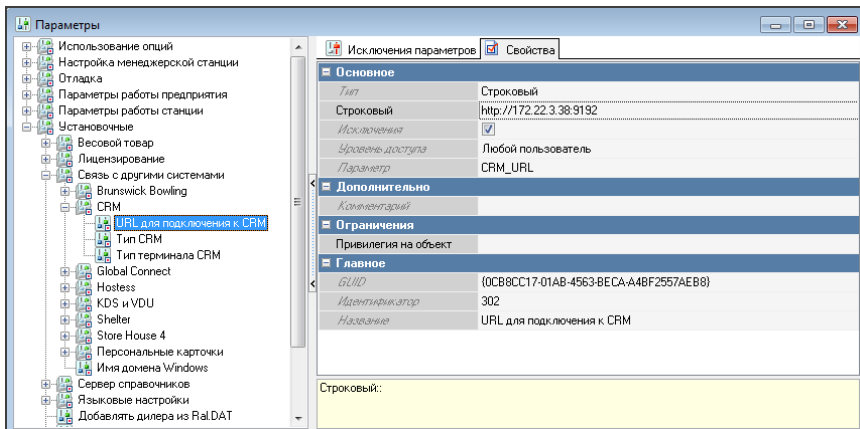 Параметры
Использование опций
Настройка менеджерской станции
Отладка
Параметры работы предприятия
Параметры работы станции
Установочные
Весовой товар
Лицензирование
Связь с другими системами
Brunswick Bowling
CRM
URL для подключения к CRM
Тип CRM
Тип терминала CRM
Global Connect
Hostess
KDS и VDU
Shelter
Store House 4
Персональные карточки
Имя домена Windows
Сервер справочников
Языковые настройки
Добавлять дилера из Ral.DAT
Исключения параметров Свойства
Основное
Тип Строковый
Строковый http://172.22.3.38:9192
Исключения
Уровень доступа Любой пользователь
Параметр CRM_URL
Дополнительно
Комментарий
Ограничения
Привилегия на объект
Главное
GUID {0CB8CC17-01AB-4563-BECA-A4BF2557AEB8}
Идентификатор 302
Название URL для подключения к CRM
Строковый::